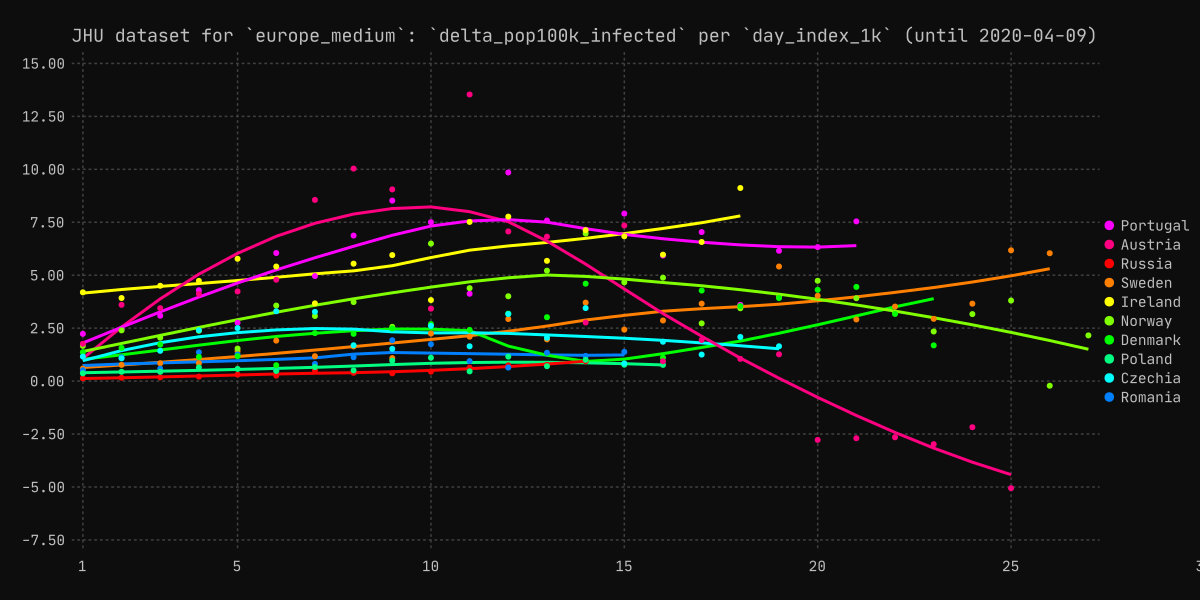 JHU dataset for `europe_medium`: `delta_pop100k_infected` per `day_index_1k` (until 2020-04-09)
15.00
12.50
10.00
7.50
5.00
2.50
0.00
-2.50
-5.00
-7.50
1 5 10 15 20 25 3
Portugal
Austria
Russia
Sweden
Ireland
Norway
Denmark
Poland
Czechia
Romania